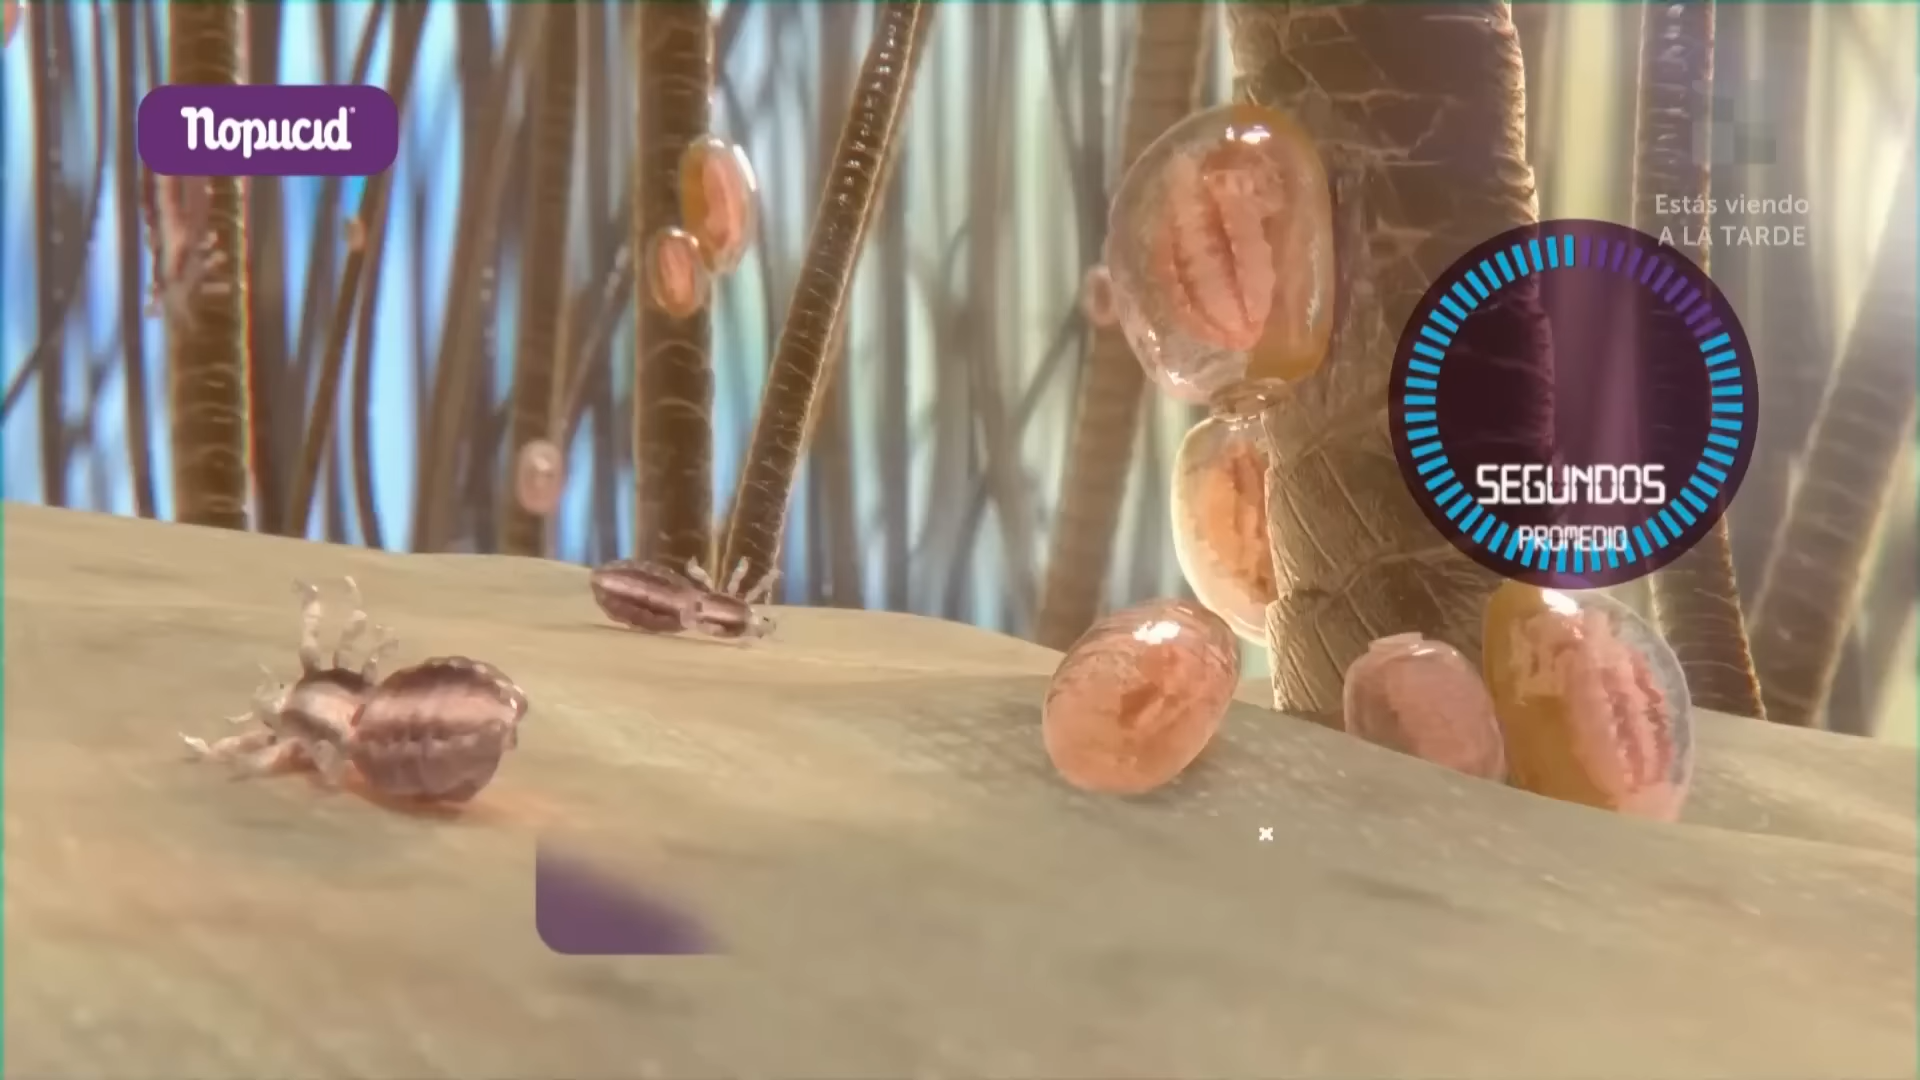 Nopucid
Estás viendo
A LA TARDE
SEGUNDOS
PROMEDIO